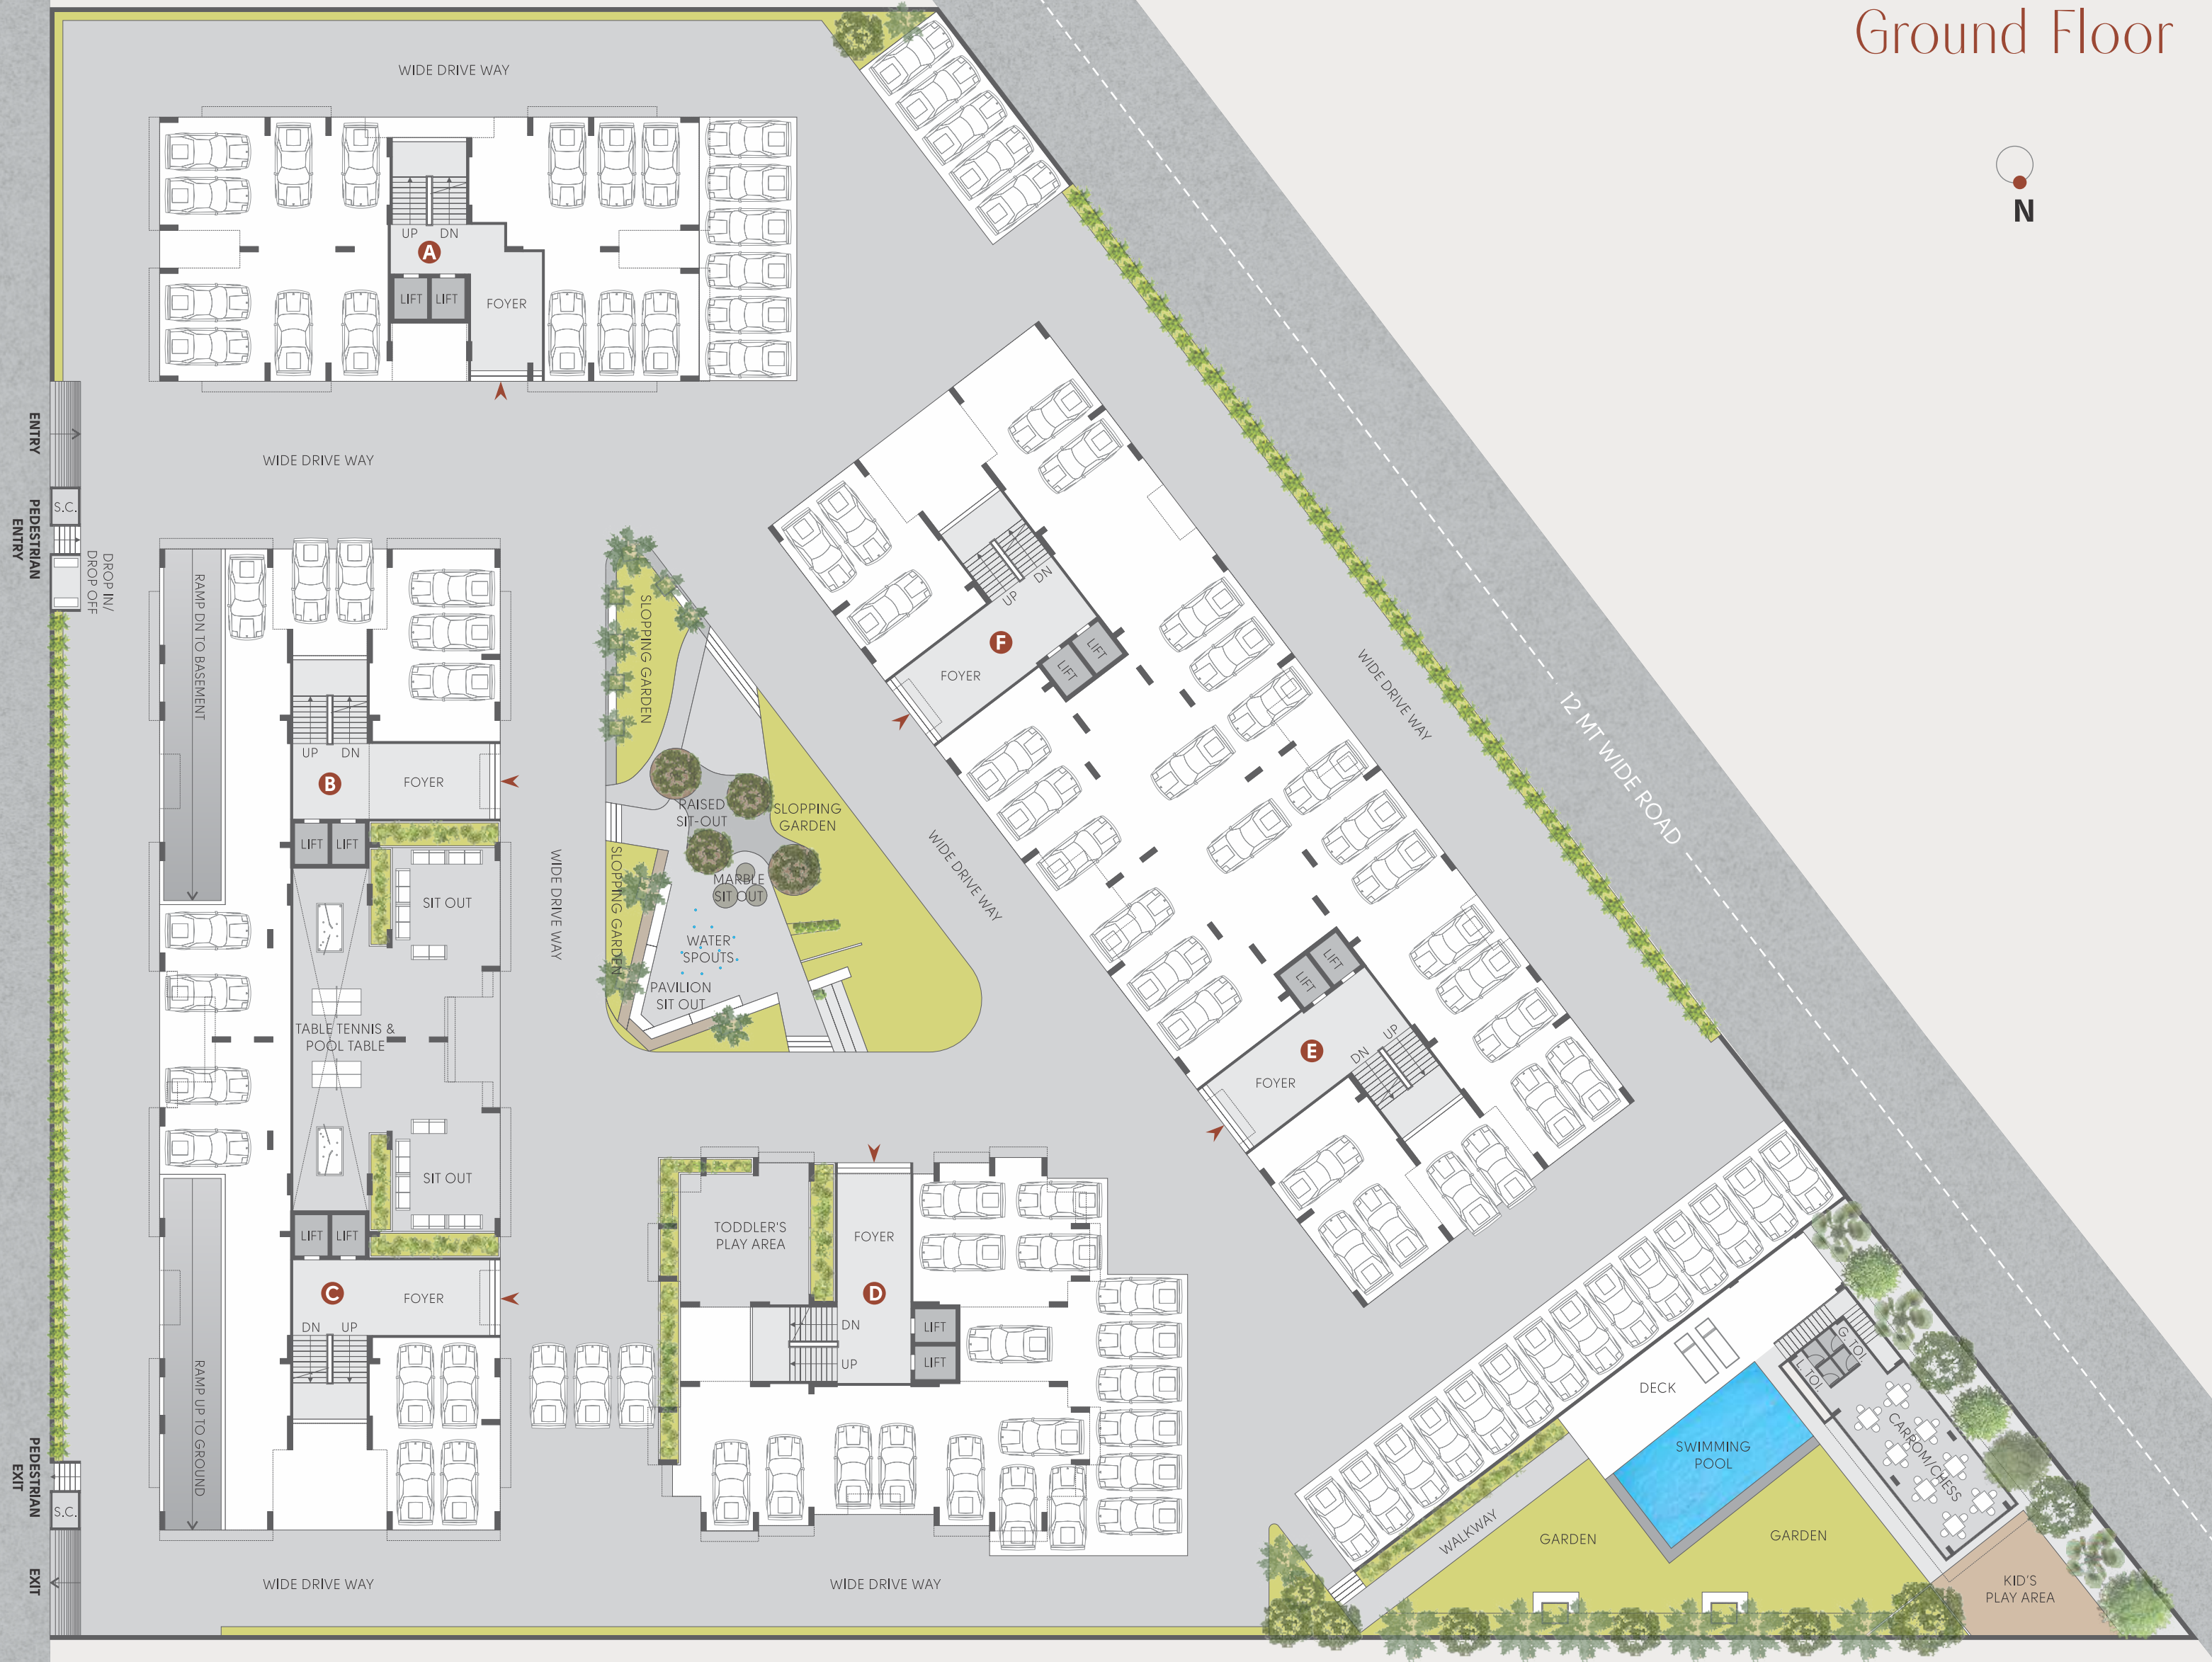 Ground Floor
N
WIDE DRIVE WAY
UP DN
A
LIFT LIFT
FOYER
ENTRY
WIDE DRIVE WAY
S.C.
PEDESTRIAN
ENTRY
DROP IN/
DROP OFF
RAMP DN TO BASEMENT
UP DN
B
FOYER
LIFT LIFT
SIT OUT
TABLE TENNIS &
POOL TABLE
SIT OUT
LIFT LIFT
C
FOYER
DN UP
RAMP UP TO GROUND
PEDESTRIAN
EXIT
S.C.
EXIT
WIDE DRIVE WAY
WIDE DRIVE WAY
SLOPPING GARDEN
RAISED
SIT-OUT
SLOPPING
GARDEN
SLOPPING GARDEN
MARBLE
SIT OUT
WATER
SPOUTS
PAVILION
SIT OUT
WIDE DRIVE WAY
DN
UP
F
FOYER
LIFT
LIFT
WIDE DRIVE WAY
12 MT WIDE ROAD
LIFT
LIFT
E
UP
DN
FOYER
TODDLER'S
PLAY AREA
FOYER
D
DN
LIFT
UP
LIFT
WIDE DRIVE WAY
DECK
G. TOI.
L. TOI.
SWIMMING
POOL
CARROM/CHESS
WALKWAY
GARDEN
GARDEN
KID'S
PLAY AREA